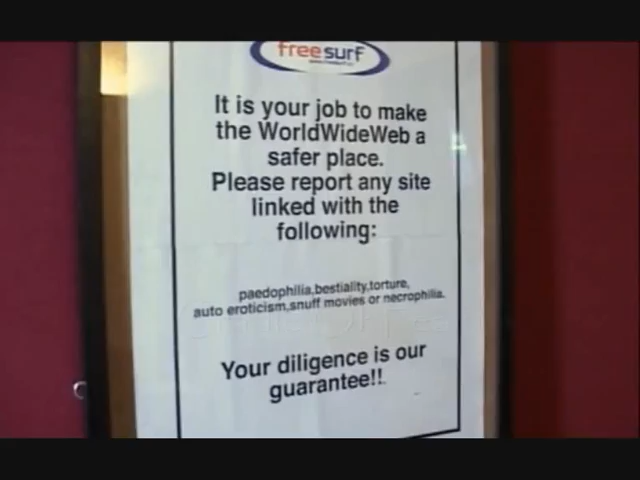 freesurf
It is your job to make
the WorldWideWeb a
safer place.
Please report any site
linked with the
following:
paedophilia,bestiality,torture,
auto eroticism,snuff movies or necrophilia.
Your diligence is our
guarantee!!